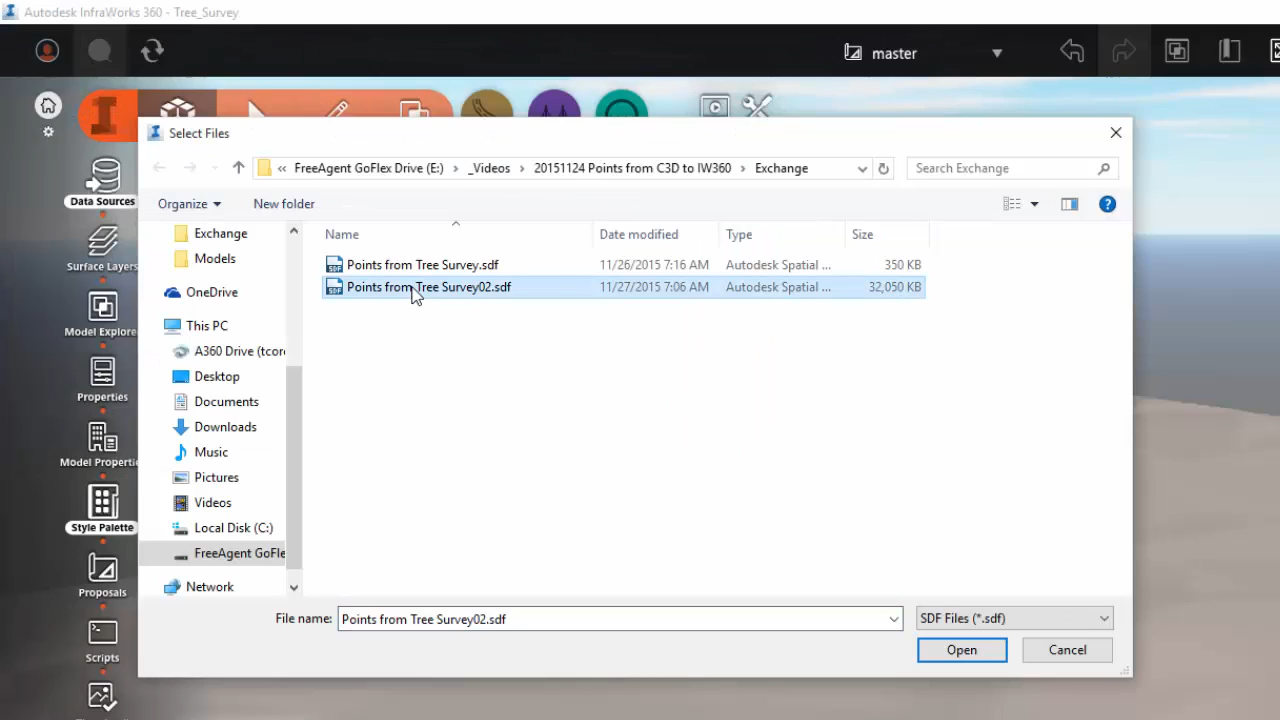 Autodesk InfraWorks 360 - Tree_Survey
master
Select Files
« FreeAgent GoFlex Drive (E:) › _Videos › 20151124 Points from C3D to IW360 › Exchange
Search Exchange
Organize
New folder
Data Sources
Surface Layers
Model Explore
Properties
Model Properti
Style Palette
Proposals
Scripts
Exchange
Models
OneDrive
This PC
A360 Drive (tcor
Desktop
Documents
Downloads
Music
Pictures
Videos
Local Disk (C:)
FreeAgent GoFle
Network
Name Date modified Type Size
Points from Tree Survey.sdf 11/26/2015 7:16 AM Autodesk Spatial ... 350 KB
Points from Tree Survey02.sdf 11/27/2015 7:06 AM Autodesk Spatial ... 32,050 KB
File name: Points from Tree Survey02.sdf
SDF Files (*.sdf)
Open
Cancel